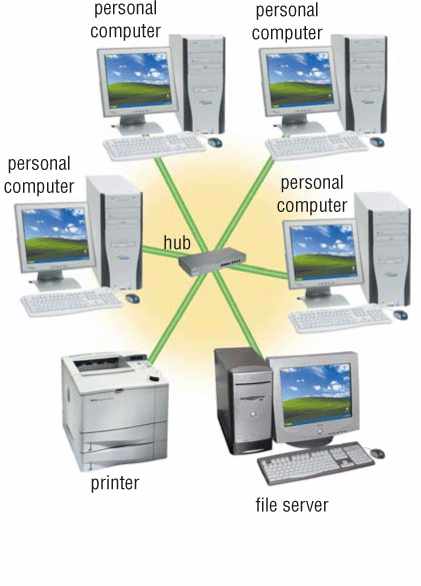 personal
computer
personal
computer
personal
computer
personal
computer
hub
printer
file server